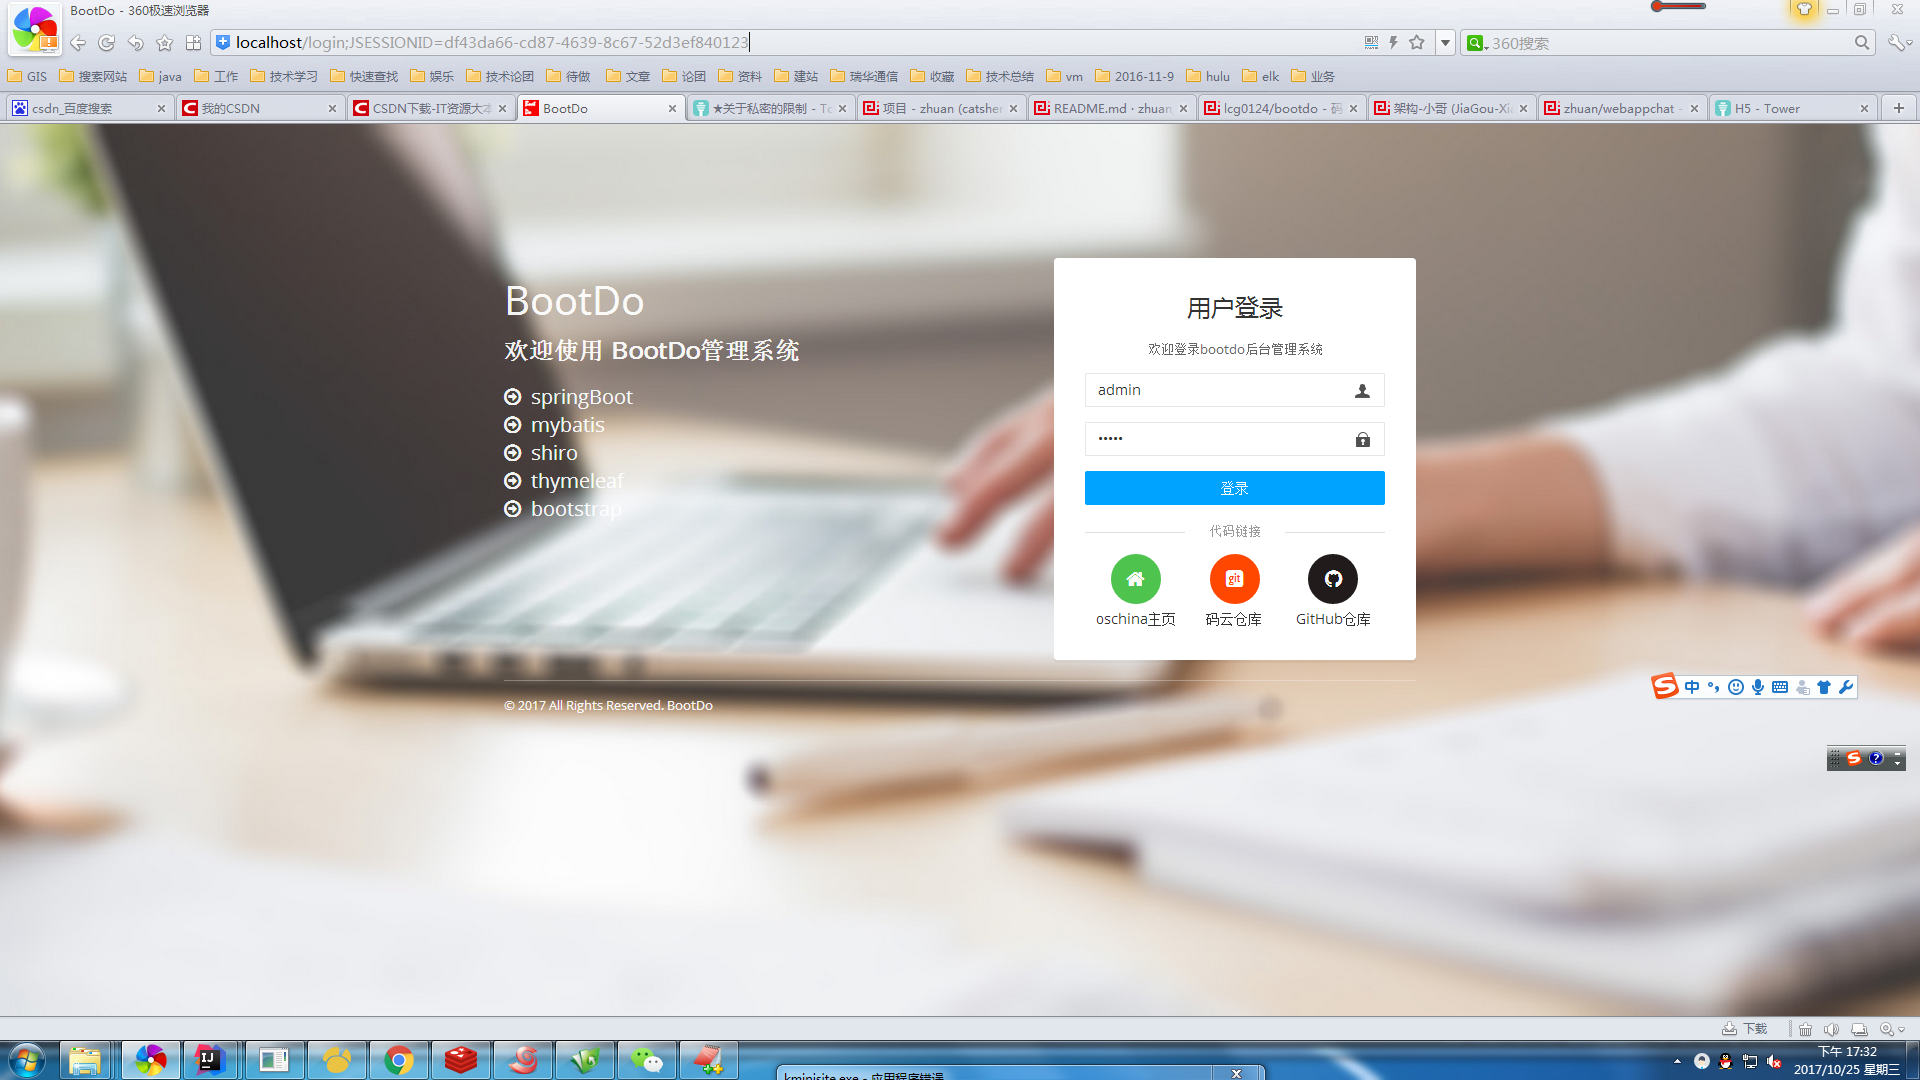 BootDo - 360极速浏览器
localhost/login;JSESSIONID=df43da66-cd87-4639-8c67-52d3ef840123
360搜索
GIS 搜索网站 java 工作 技术学习 快速查找 娱乐 技术论团 待做 文章 论团 资料 建站 瑞华通信 收藏 技术总结 vm 2016-11-9 hulu elk 业务
csdn_百度搜索
我的CSDN
CSDN下载-IT资源大本
BootDo
★关于私密的限制 - To
项目 - zhuan (catsher
README.md · zhuan
lcg0124/bootdo - 码
架构-小哥 (JiaGou-Xia
zhuan/webappchat -
H5 - Tower
BootDo
欢迎使用 BootDo管理系统
springBoot
mybatis
shiro
thymeleaf
bootstrap
用户登录
欢迎登录bootdo后台管理系统
admin
登录
代码链接
git
oschina主页
码云仓库
GitHub仓库
© 2017 All Rights Reserved. BootDo
中
下载
kminisite.exe - 应用程序错误
下午 17:32
2017/10/25 星期三